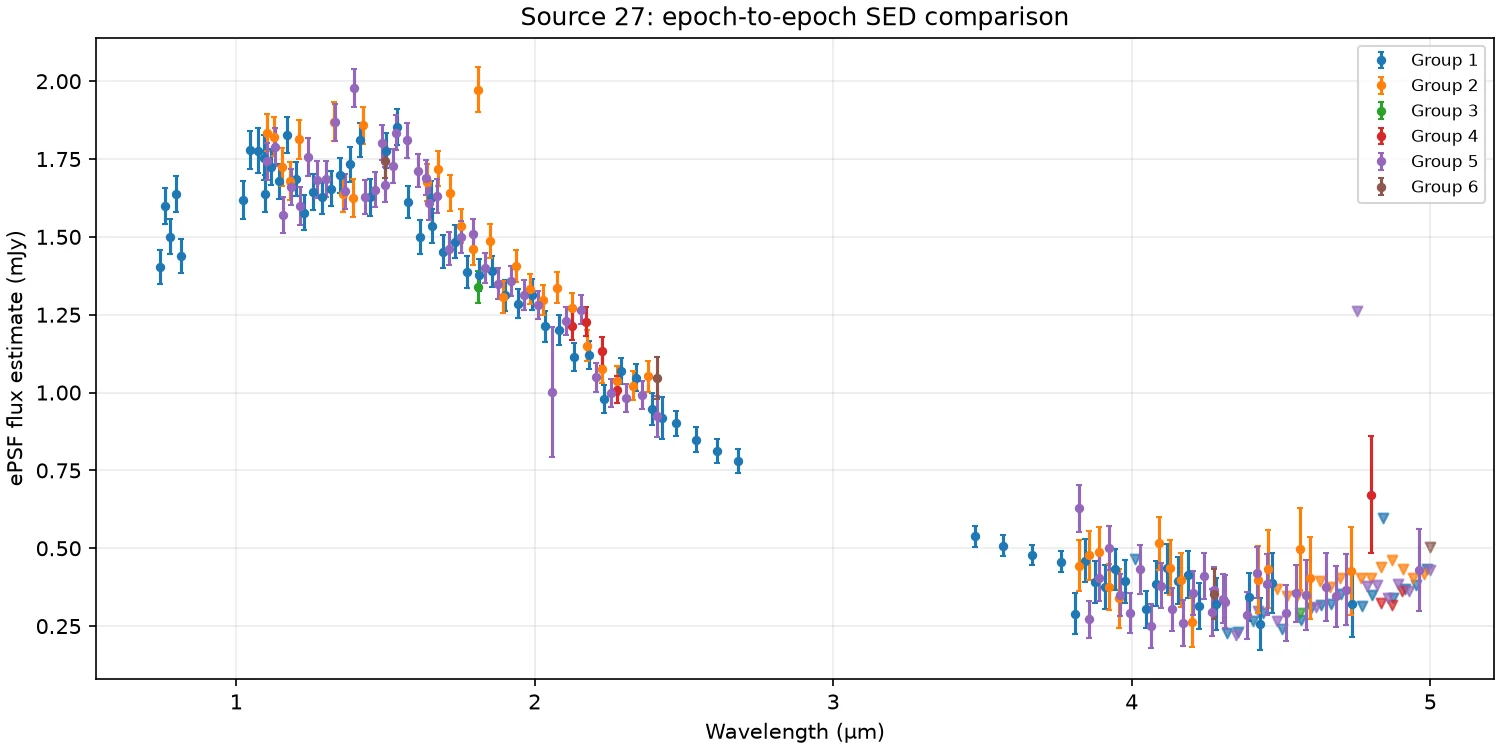 Source 27: epoch-to-epoch SED comparison
ePSF flux estimate (mJy)
2.00
1.75
1.50
1.25
1.00
0.75
0.50
0.25
Group 1
Group 2
Group 3
Group 4
Group 5
Group 6
1 2 3 4 5
Wavelength (μm)